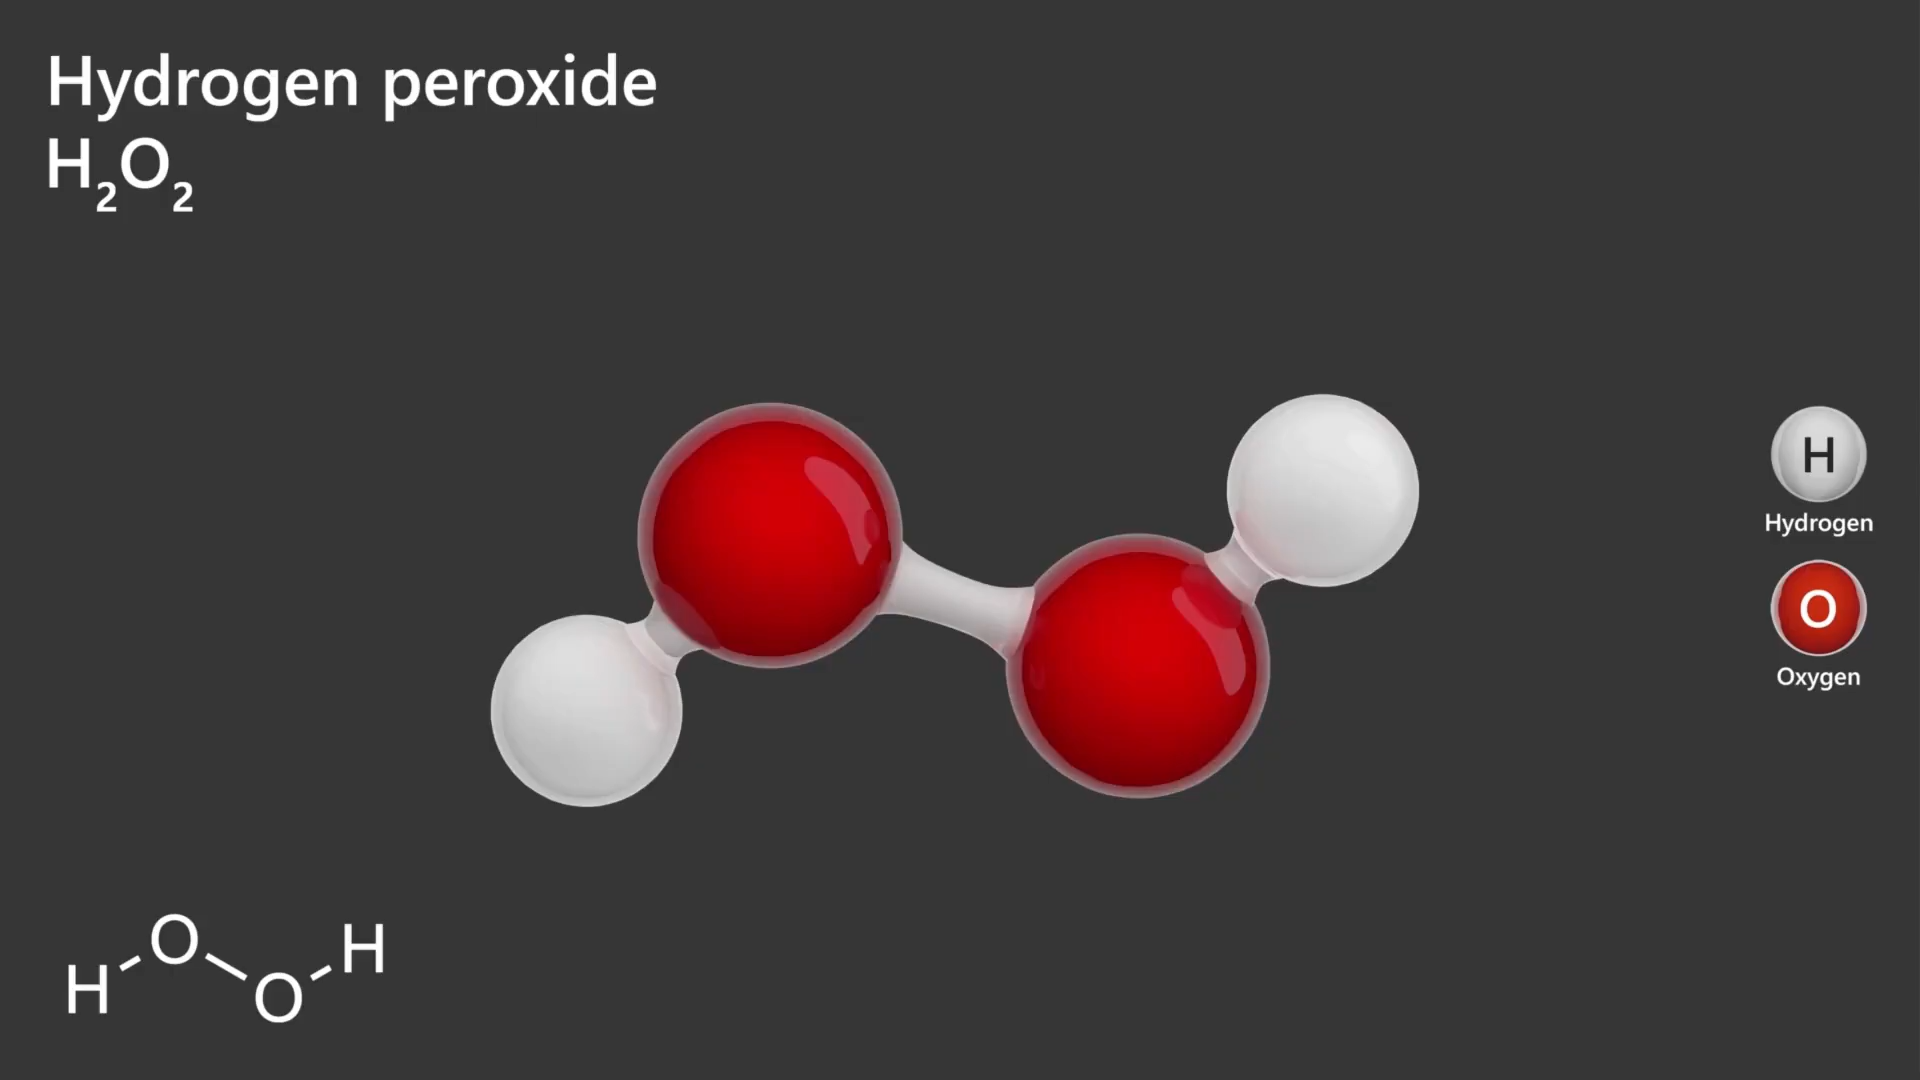 Hydrogen peroxide
H₂O₂
H
Hydrogen
O
Oxygen
O
H
H
O